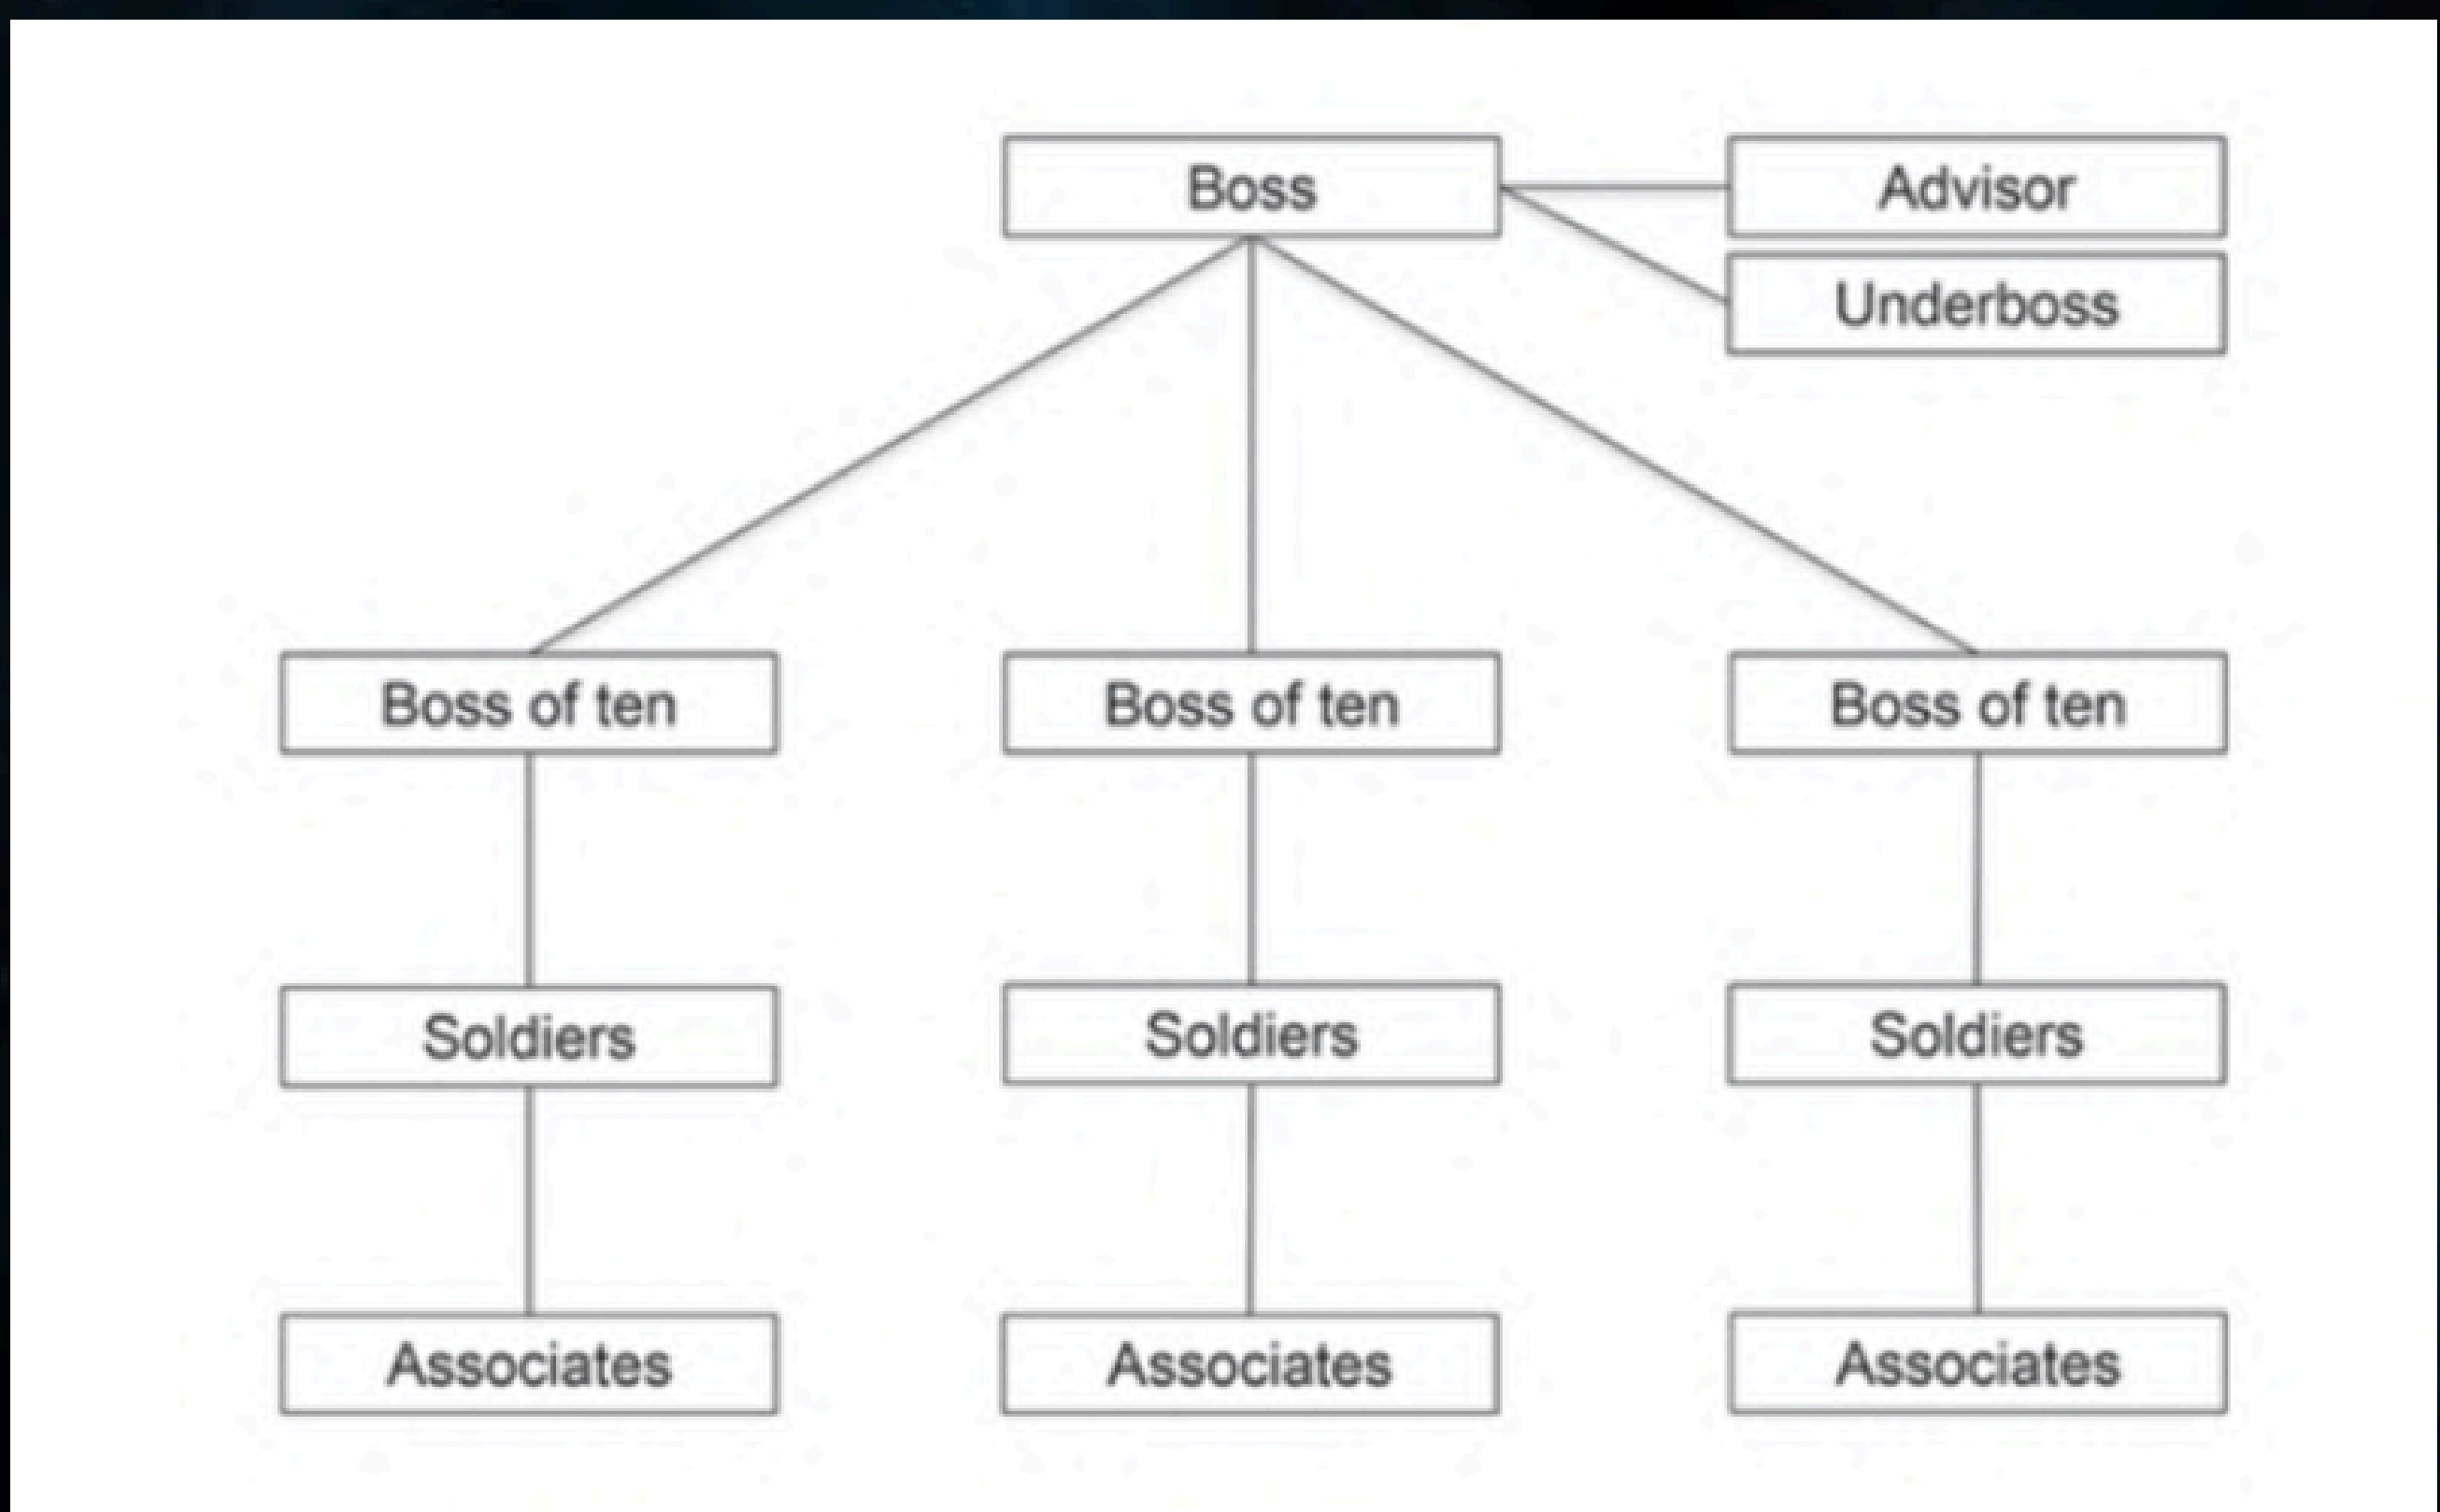 Boss
Advisor
Underboss
Boss of ten
Boss of ten
Boss of ten
Soldiers
Soldiers
Soldiers
Associates
Associates
Associates